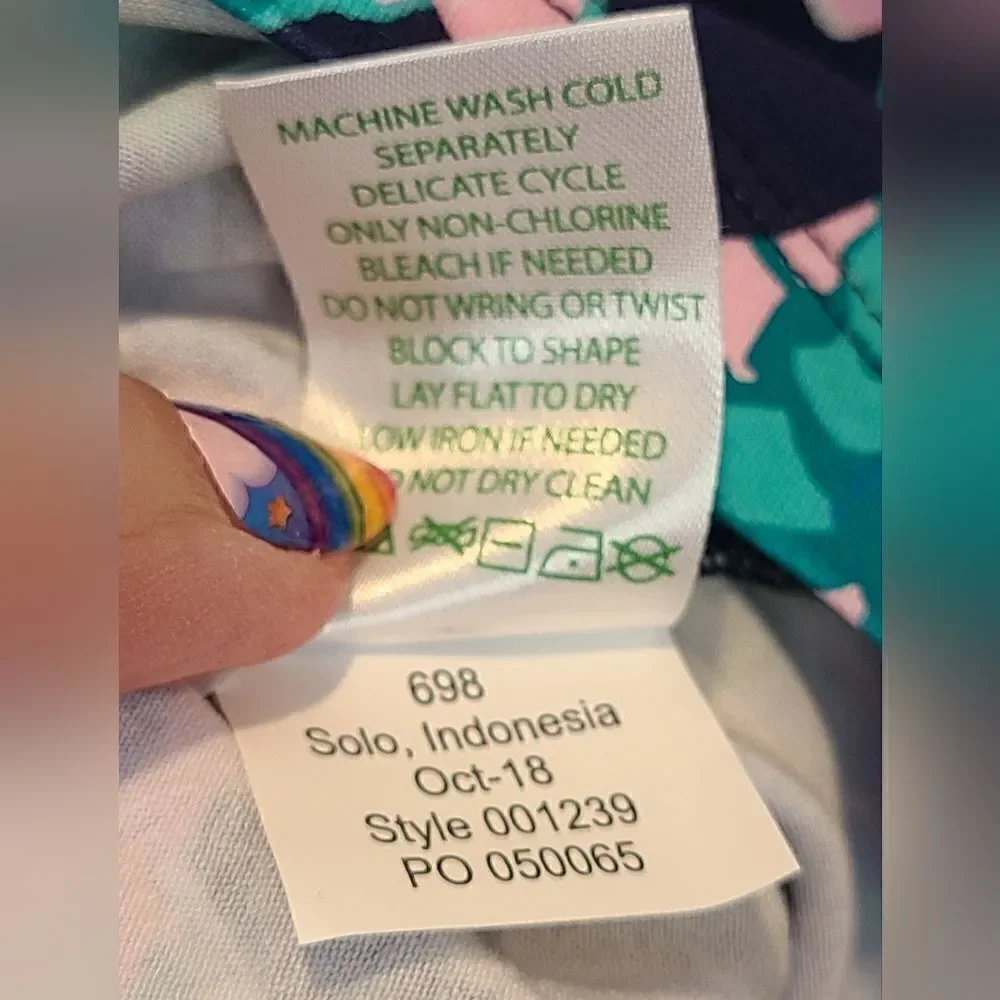 MACHINE WASH COLD
SEPARATELY
DELICATE CYCLE
ONLY NON-CHLORINE
BLEACH IF NEEDED
DO NOT WRING OR TWIST
BLOCK TO SHAPE
LAY FLAT TO DRY
LOW IRON IF NEEDED
NOT DRY CLEAN
698
Solo, Indonesia
Oct-18
Style 001239
PO 050065